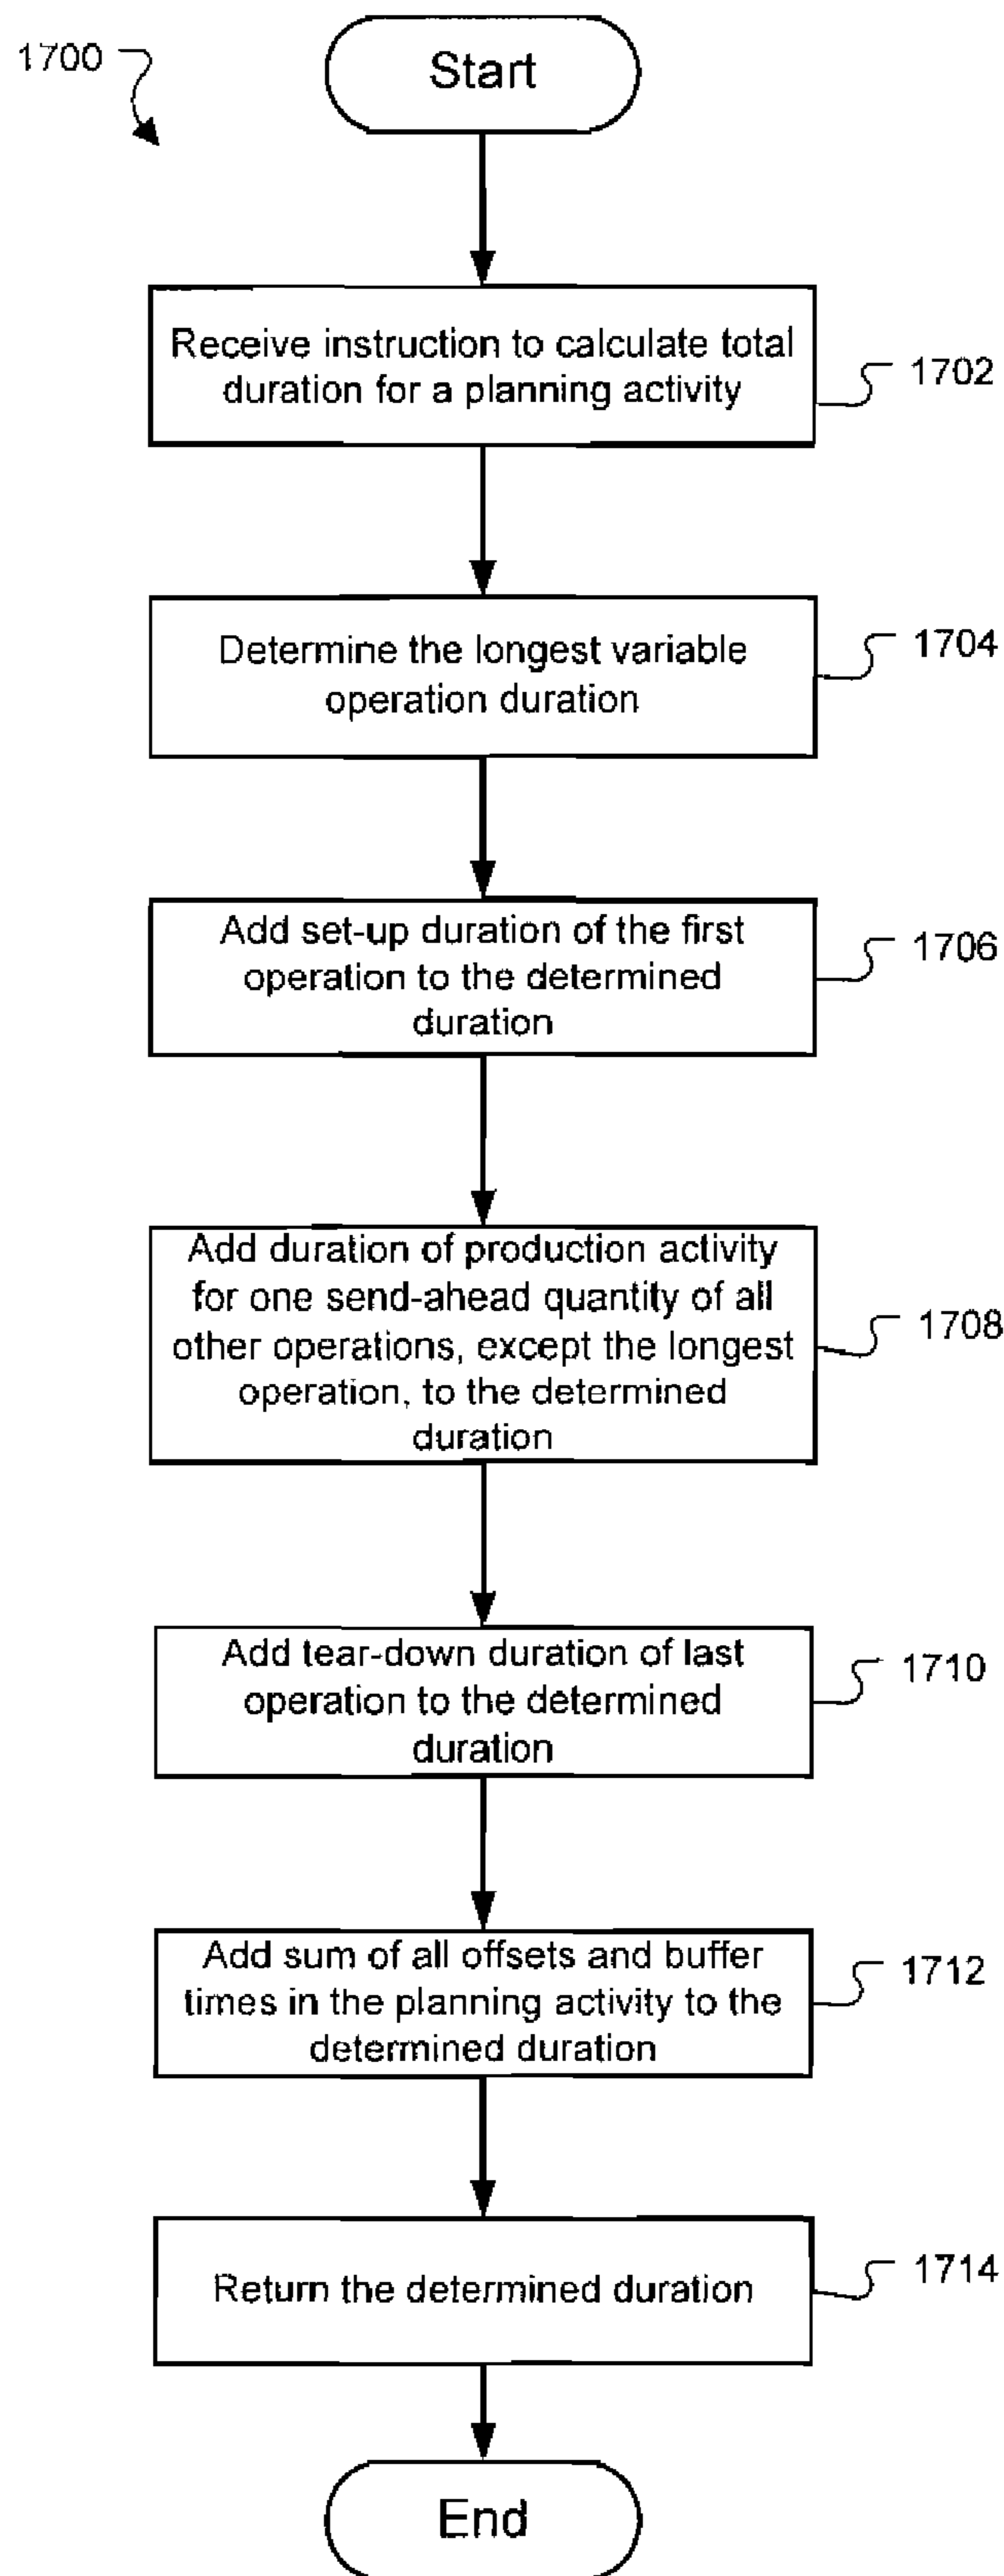 1700
Start
Receive instruction to calculate total
duration for a planning activity
1702
Determine the longest variable
operation duration
1704
Add set-up duration of the first
operation to the determined
duration
1706
Add duration of production activity
for one send-ahead quantity of all
other operations, except the longest
operation, to the determined
duration
1708
Add tear-down duration of last
operation to the determined
duration
1710
Add sum of all offsets and buffer
times in the planning activity to the
determined duration
1712
Return the determined duration
1714
End